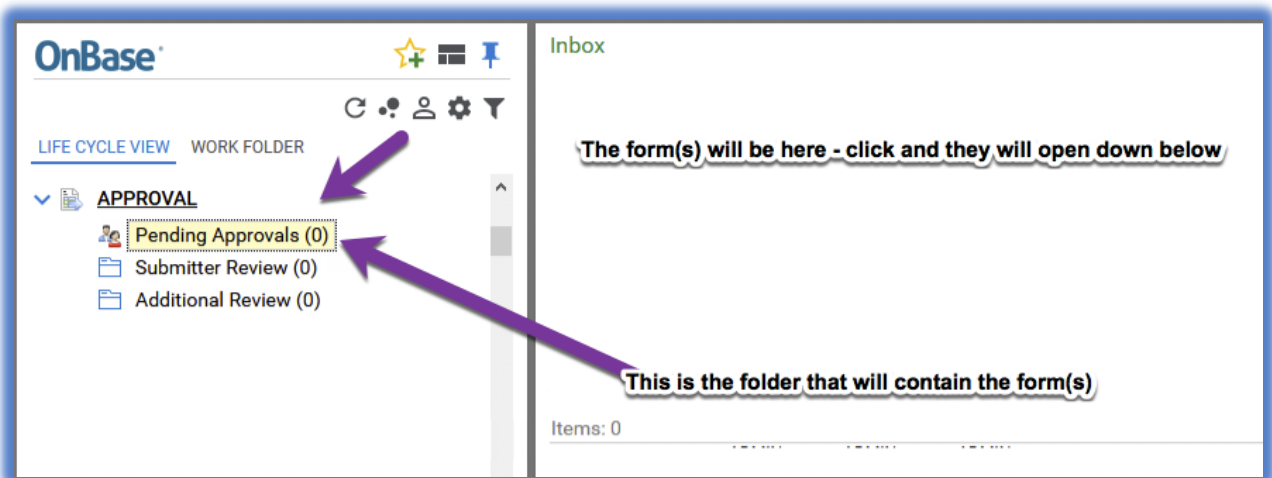 OnBase
Inbox
LIFE CYCLE VIEW WORK FOLDER
The form(s) will be here - click and they will open down below
APPROVAL
Pending Approvals (0)
Submitter Review (0)
Additional Review (0)
This is the folder that will contain the form(s)
Items: 0